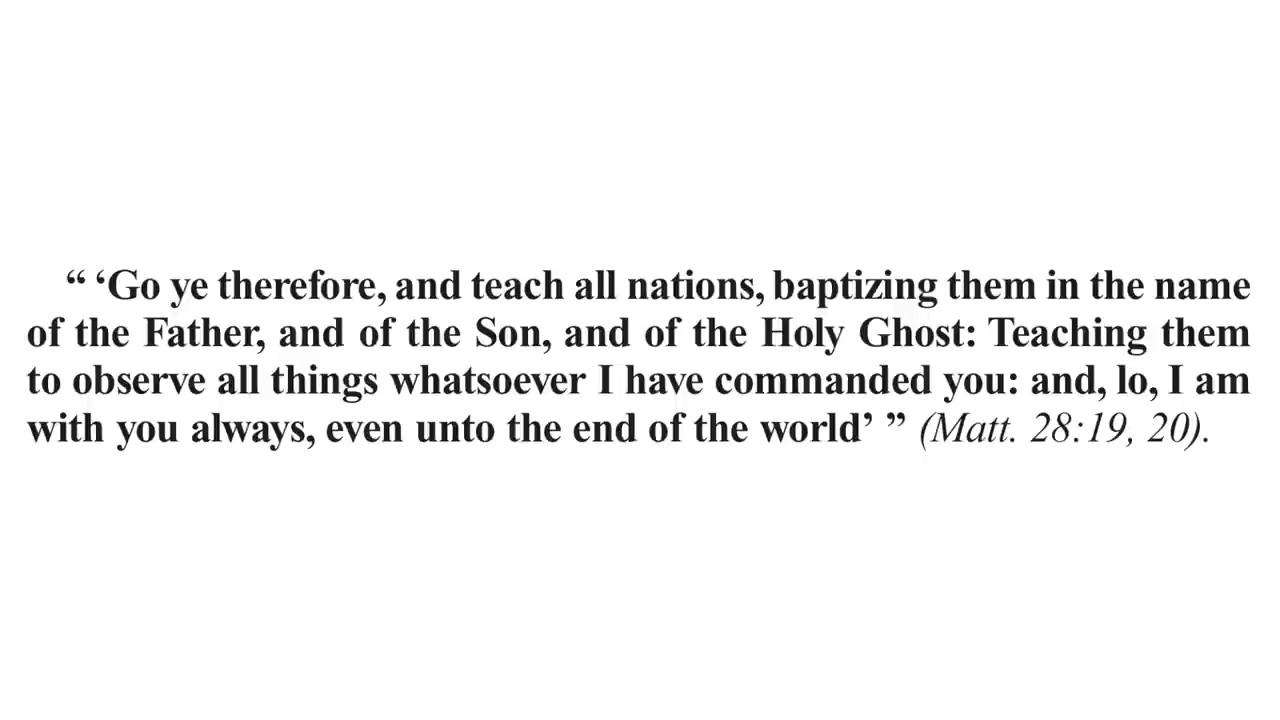 “ ‘Go ye therefore, and teach all nations, baptizing them in the name
of the Father, and of the Son, and of the Holy Ghost: Teaching them
to observe all things whatsoever I have commanded you: and, lo, I am
with you always, even unto the end of the world’ ” (Matt. 28:19, 20).